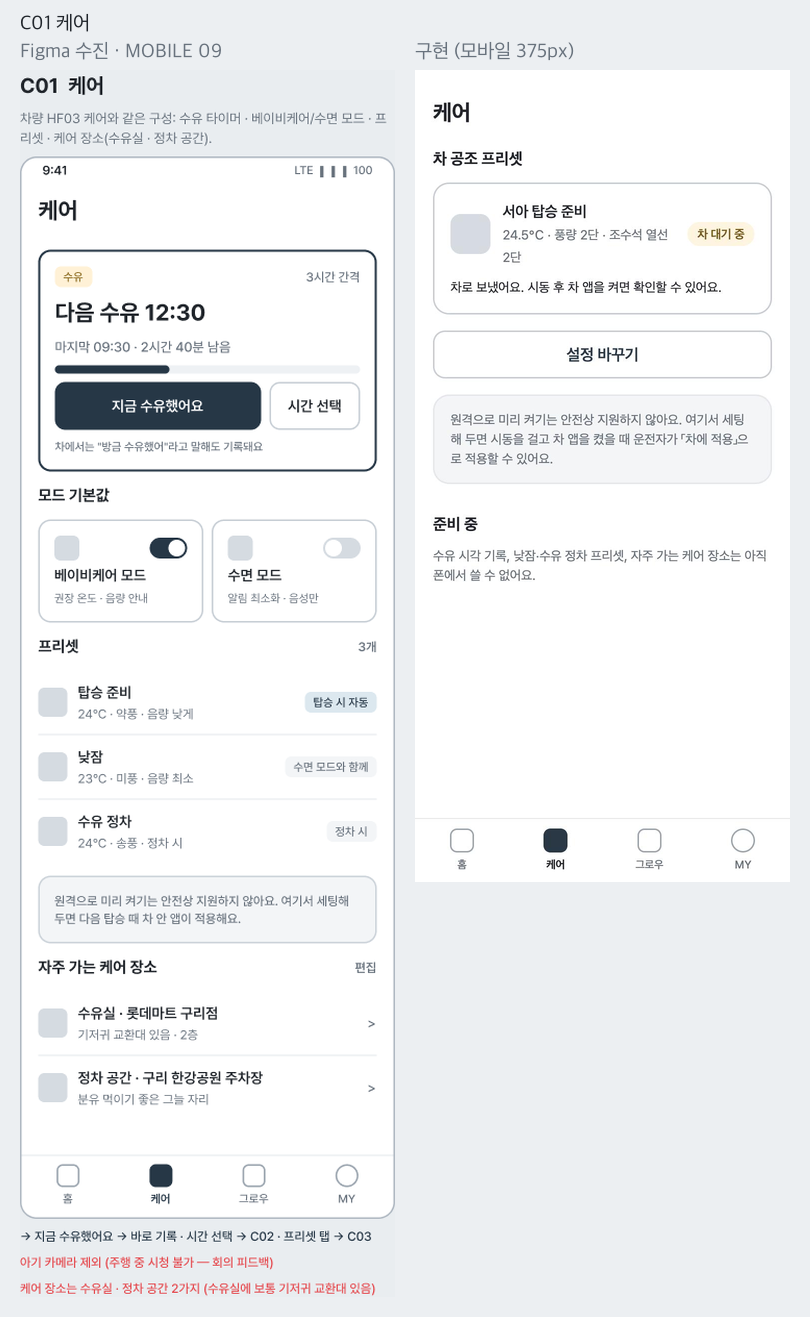 C01 케어
Figma 수진 · MOBILE 09
C01 케어
차량 HF03 케어와 같은 구성: 수유 타이머 · 베이비케어/수면 모드 · 프
리셋 · 케어 장소(수유실 · 정차 공간).
9:41
LTE ▌▐ ▐ 100
케어
수유
3시간 간격
다음 수유 12:30
마지막 09:30 · 2시간 40분 남음
지금 수유했어요
시간 선택
차에서는 "방금 수유했어"라고 말해도 기록돼요
모드 기본값
베이비케어 모드
권장 온도 · 음량 안내
수면 모드
알림 최소화 · 음성만
프리셋
3개
탑승 준비
24°C · 약풍 · 음량 낮게
탑승 시 자동
낮잠
23°C · 미풍 · 음량 최소
수면 모드와 함께
수유 정차
24°C · 송풍 · 정차 시
정차 시
원격으로 미리 켜기는 안전상 지원하지 않아요. 여기서 세팅해
두면 다음 탑승 때 차 안 앱이 적용해요.
자주 가는 케어 장소
편집
수유실 · 롯데마트 구리점
기저귀 교환대 있음 · 2층
>
정차 공간 · 구리 한강공원 주차장
분유 먹이기 좋은 그늘 자리
>
홈
케어
그로우
MY
→ 지금 수유했어요 → 바로 기록 · 시간 선택 → C02 · 프리셋 탭 → C03
아기 카메라 제외 (주행 중 시청 불가 — 회의 피드백)
케어 장소는 수유실 · 정차 공간 2가지 (수유실에 보통 기저귀 교환대 있음)
구현 (모바일 375px)
케어
차 공조 프리셋
서아 탑승 준비
24.5°C · 풍량 2단 · 조수석 열선
2단
차 대기 중
차로 보냈어요. 시동 후 차 앱을 켜면 확인할 수 있어요.
설정 바꾸기
원격으로 미리 켜기는 안전상 지원하지 않아요. 여기서 세팅
해 두면 시동을 걸고 차 앱을 켰을 때 운전자가 「차에 적용」으
로 적용할 수 있어요.
준비 중
수유 시각 기록, 낮잠·수유 정차 프리셋, 자주 가는 케어 장소는 아직
폰에서 쓸 수 없어요.
홈
케어
그로우
MY